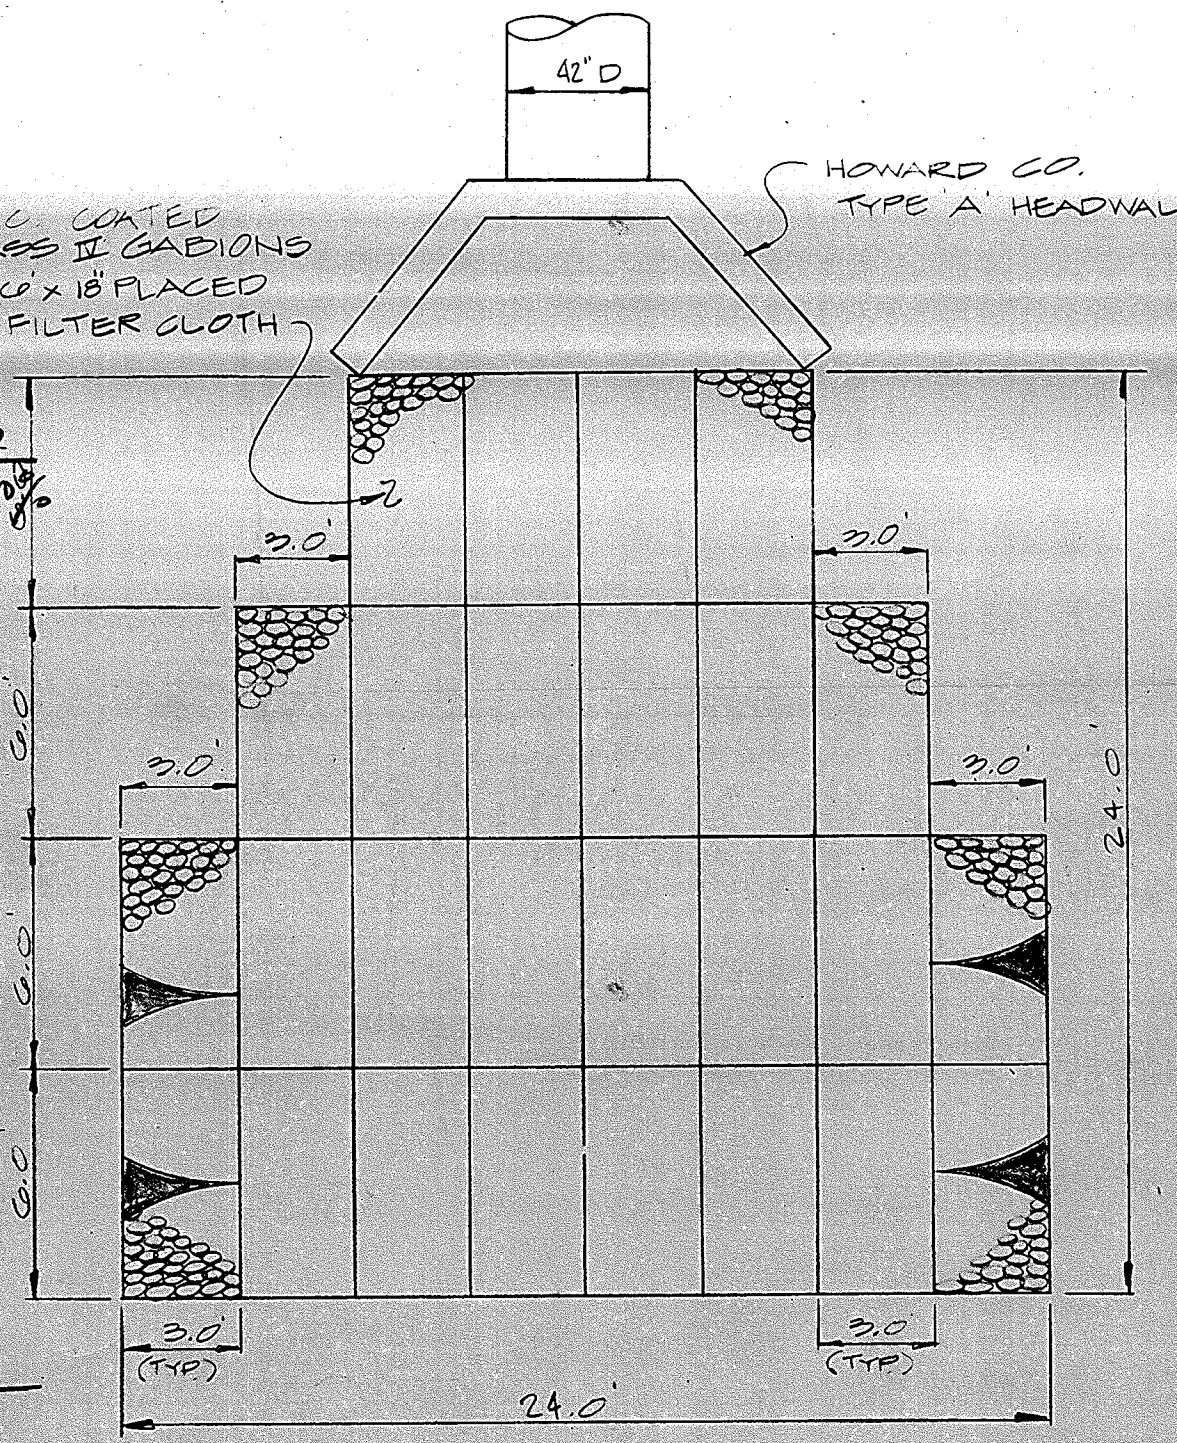 42" D
HOWARD CO.
TYPE 'A' HEADWAL
C. COATED
SS IV GABIONS
6' x 18" PLACED
FILTER CLOTH
3.0'
3.0'
6.0'
3.0'
3.0'
24.0'
6.0'
6.0'
3.0'
(TYP.)
3.0'
(TYP)
24.0'